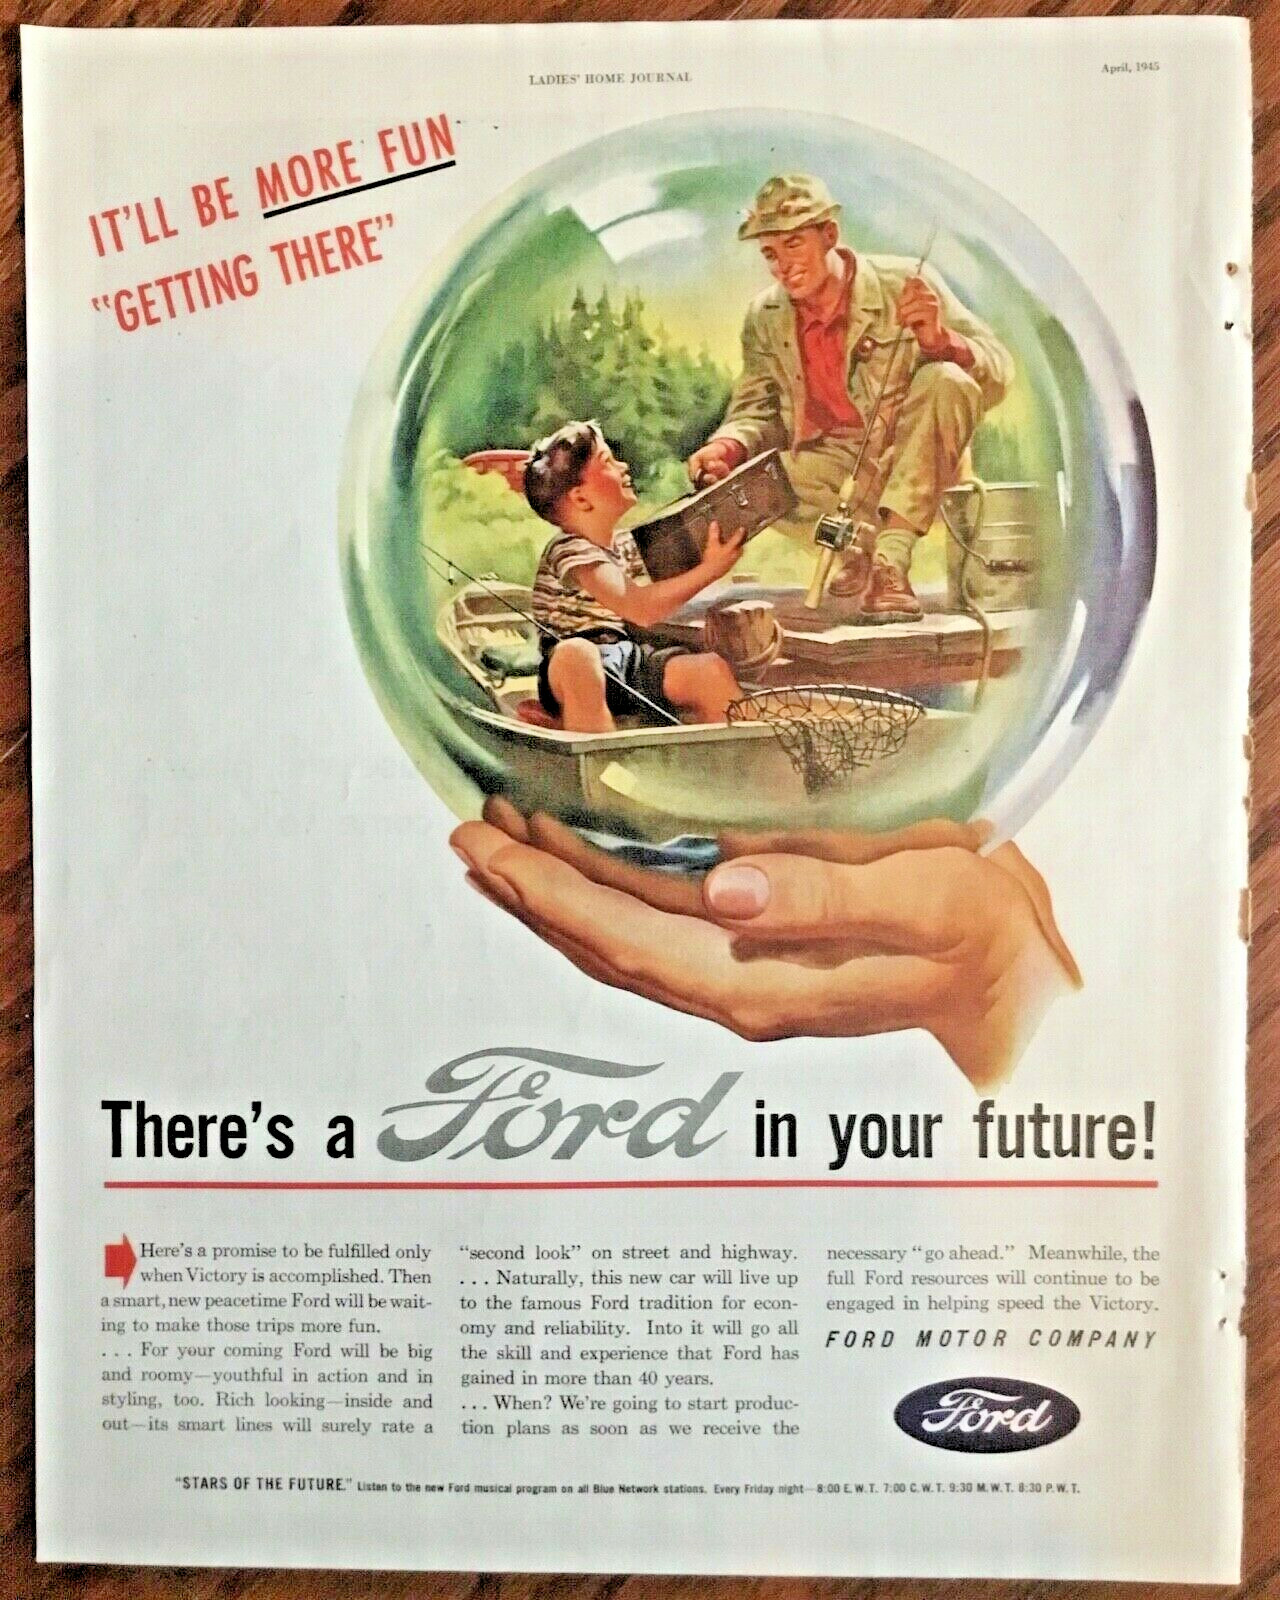 LADIES' HOME JOURNAL
April, 1945
IT'LL BE MORE FUN
"GETTING THERE"
There's a Ford in your future!
Here's a promise to be fulfilled only
when Victory is accomplished. Then
a smart, new peacetime Ford will be wait-
ing to make those trips more fun.
. . . For your coming Ford will be big
and roomy—youthful in action and in
styling, too. Rich looking—inside and
out—its smart lines will surely rate a
"second look" on street and highway.
. . . Naturally, this new car will live up
to the famous Ford tradition for econ-
omy and reliability. Into it will go all
the skill and experience that Ford has
gained in more than 40 years.
. . . When? We're going to start produc-
tion plans as soon as we receive the
necessary "go ahead." Meanwhile, the
full Ford resources will continue to be
engaged in helping speed the Victory.
FORD MOTOR COMPANY
Ford
"STARS OF THE FUTURE." Listen to the new Ford musical program on all Blue Network stations. Every Friday night—8:00 E.W.T. 7:00 C.W.T. 9:30 M.W.T. 8:30 P.W.T.